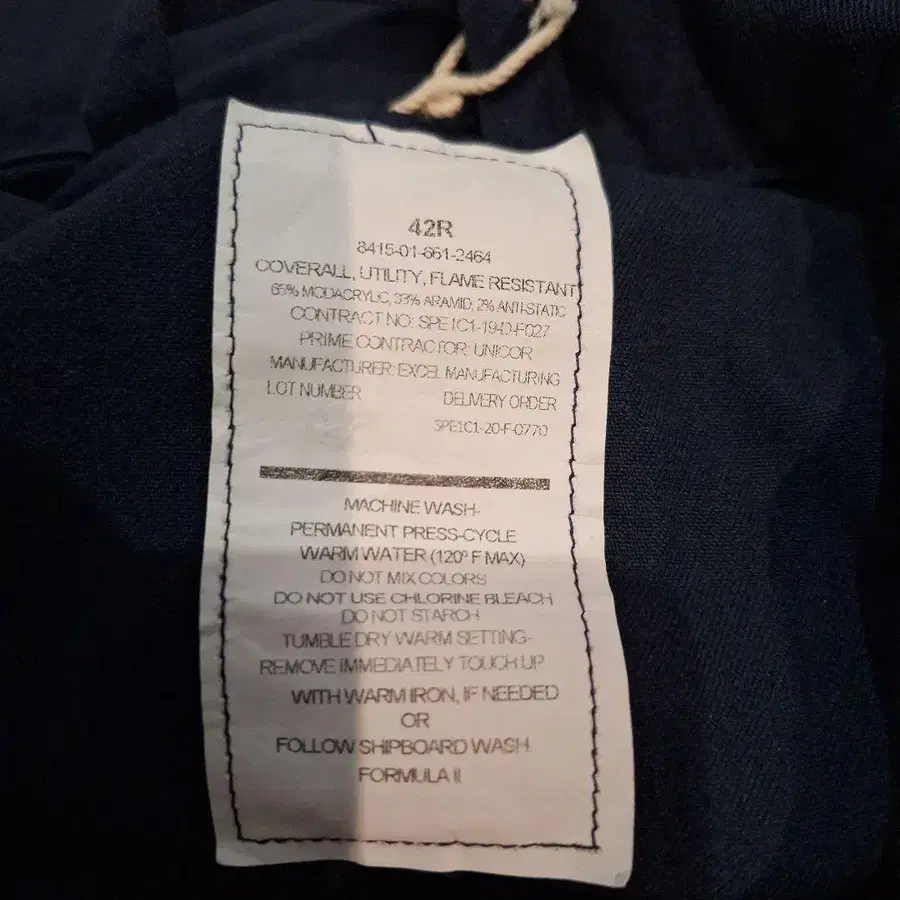 42R
8415-01-661-2464
COVERALL, UTILITY, FLAME RESISTANT
65% MODACRYLIC, 33% ARAMID, 2% ANTI-STATIC
CONTRACT NO: SPE1C1-19-D-F027
PRIME CONTRACTOR: UNICOR
MANUFACTURER: EXCEL MANUFACTURING
LOT NUMBER DELIVERY ORDER
SPE1C1-20-F-0770
MACHINE WASH-
PERMANENT PRESS-CYCLE
WARM WATER (120° F MAX)
DO NOT MIX COLORS
DO NOT USE CHLORINE BLEACH
DO NOT STARCH
TUMBLE DRY WARM SETTING-
REMOVE IMMEDIATELY TOUCH UP
WITH WARM IRON, IF NEEDED
OR
FOLLOW SHIPBOARD WASH
FORMULA II